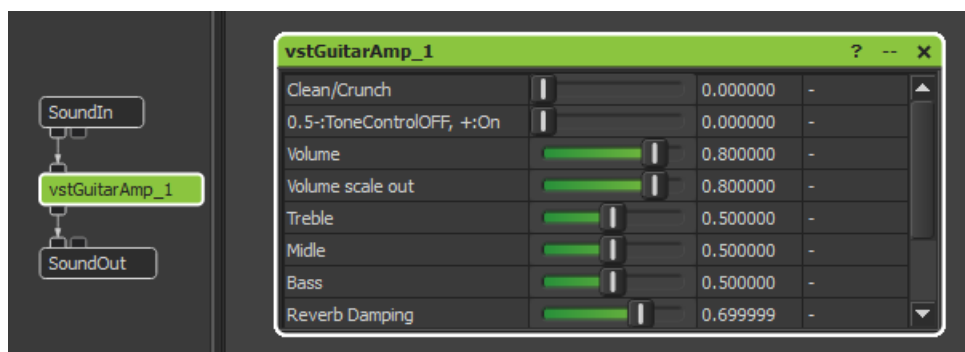 SoundIn
vstGuitarAmp_1
SoundOut
vstGuitarAmp_1 ? -- ×
Clean/Crunch 0.000000 -
0.5-:ToneControlOFF, +:On 0.000000 -
Volume 0.800000 -
Volume scale out 0.800000 -
Treble 0.500000 -
Midle 0.500000 -
Bass 0.500000 -
Reverb Damping 0.699999 -